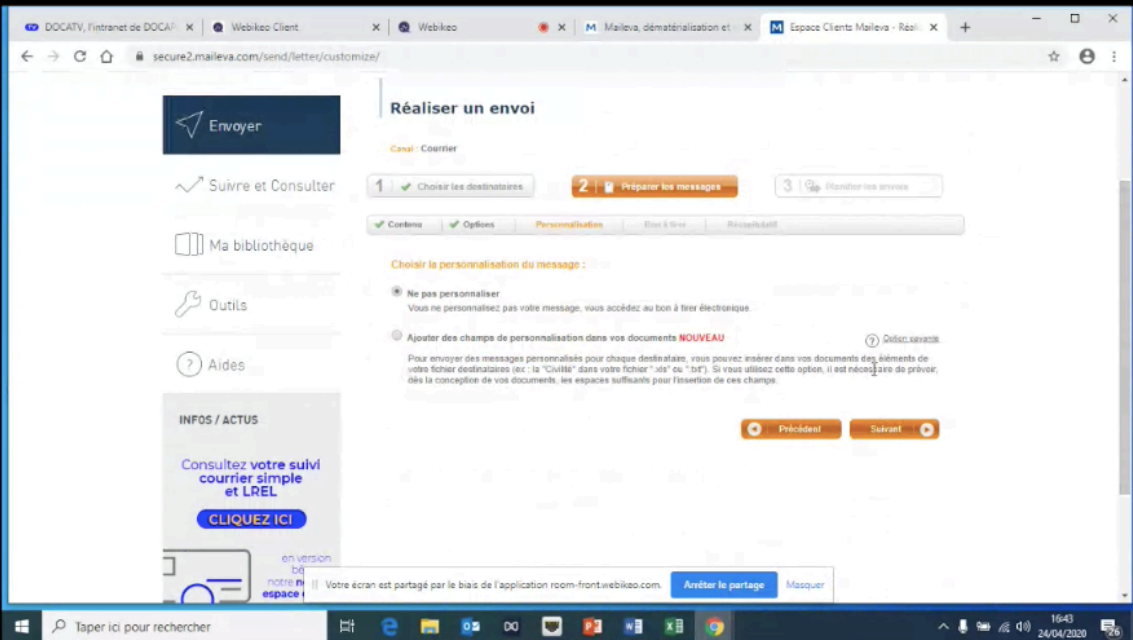 DOCATV, l'intranet de DOCAP
Webikeo Client
Webikeo
Maileva, dématérialisation et
Espace Clients Maileva - Réali
secure2.maileva.com/send/letter/customize/
Envoyer
Suivre et Consulter
Ma bibliothèque
Outils
Aides
INFOS / ACTUS
Consultez votre suivi
courrier simple
et LREL
CLIQUEZ ICI
en version
notre
espace
Réaliser un envoi
Canal : Courrier
1 Choisir les destinataires
2 Préparer les messages
3 Planifier les envois
Contenu
Options
Personnalisation
Bon à tirer
Récapitulatif
Choisir la personnalisation du message :
Ne pas personnaliser
Vous ne personnalisez pas votre message, vous accédez au bon à tirer électronique.
Ajouter des champs de personnalisation dans vos documents NOUVEAU
? Option payante
Pour envoyer des messages personnalisés pour chaque destinataire, vous pouvez insérer dans vos documents des éléments de
votre fichier destinataires (ex : la "Civilité" dans votre fichier ".xls" ou ".txt"). Si vous utilisez cette option, il est nécessaire de prévoir,
dès la conception de vos documents, les espaces suffisants pour l'insertion de ces champs.
Précédent
Suivant
Votre écran est partagé par le biais de l'application room-front.webikeo.com.
Arrêter le partage
Masquer
Taper ici pour rechercher
16:43
24/04/2020
26